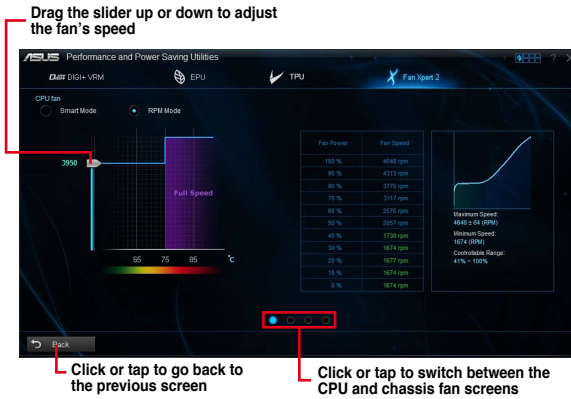 Drag the slider up or down to adjust
the fan's speed
ASUS Performance and Power Saving Utilities
?
DIGI+ VRM
EPU
TPU
Fan Xpert 2
CPU fan
Smart Mode
RPM Mode
3950
Full Speed
65 75 85 °C
Fan Power Fan Speed
100 % 4648 rpm
90 % 4313 rpm
80 % 3770 rpm
70 % 3117 rpm
60 % 2576 rpm
50 % 2057 rpm
40 % 1738 rpm
30 % 1674 rpm
20 % 1677 rpm
10 % 1674 rpm
0 % 1674 rpm
Maximum Speed:
4648 ± 64 (RPM)
Minimum Speed:
1674 (RPM)
Controllable Range:
41% ~ 100%
Back
Click or tap to go back to
the previous screen
Click or tap to switch between the
CPU and chassis fan screens